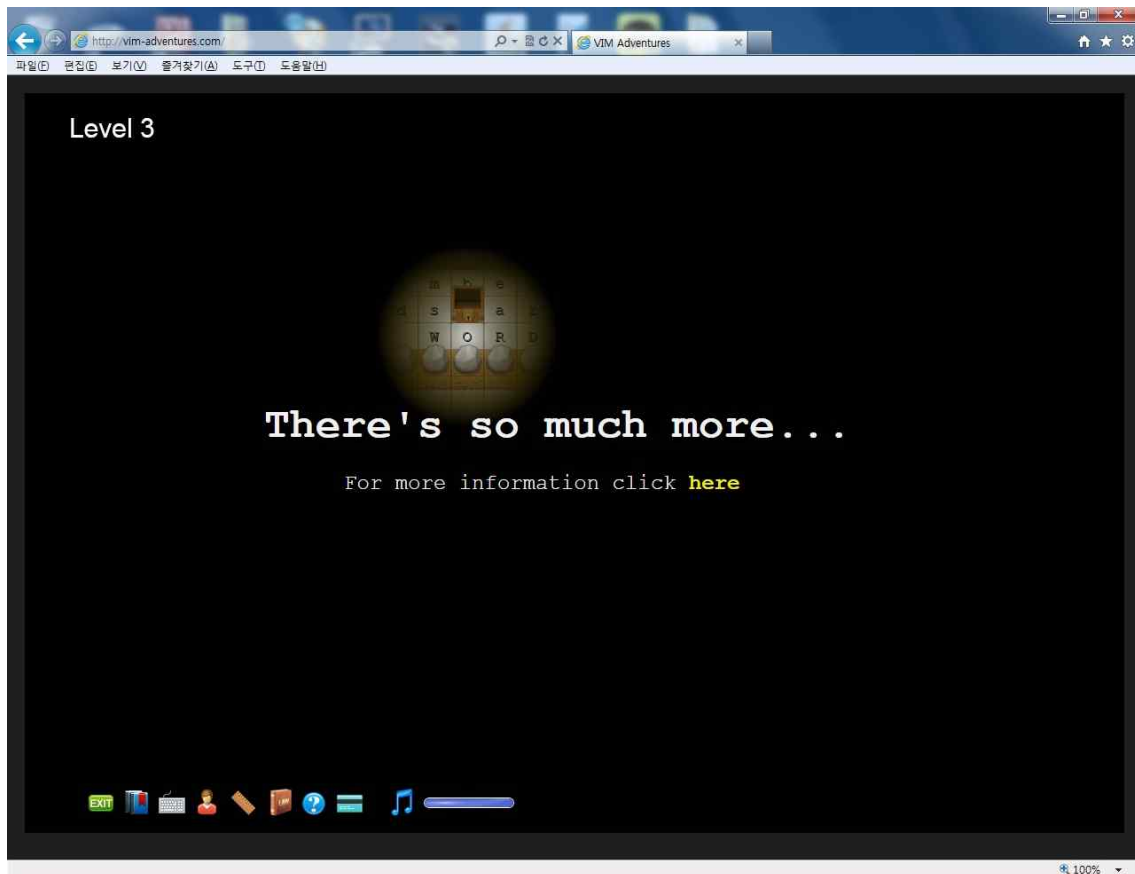 http://vim-adventures.com/
VIM Adventures
파일(F) 편집(E) 보기(V) 즐겨찾기(A) 도구(T) 도움말(H)
Level 3
m h e
s a
W O R D
There's so much more...
For more information click here
EXIT
100%